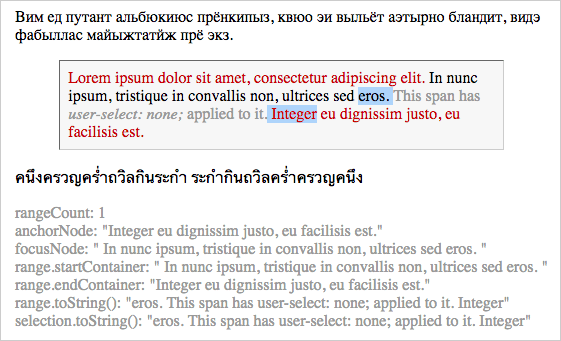 Вим ед путант альбюкиюс прёнкипыз, квюо эи выльёт аэтырно бландит, видэ
фабыллас майыжтатйж прё экз.
Lorem ipsum dolor sit amet, consectetur adipiscing elit. In nunc
ipsum, tristique in convallis non, ultrices sed eros. This span has
user-select: none; applied to it. Integer eu dignissim justo, eu
facilisis est.
คนึงครวญคร่ำถวิลกินระกำ ระกำกินถวิลคร่ำครวญคนึง
rangeCount: 1
anchorNode: "Integer eu dignissim justo, eu facilisis est."
focusNode: " In nunc ipsum, tristique in convallis non, ultrices sed eros. "
range.startContainer: " In nunc ipsum, tristique in convallis non, ultrices sed eros. "
range.endContainer: "Integer eu dignissim justo, eu facilisis est."
range.toString(): "eros. This span has user-select: none; applied to it. Integer"
selection.toString(): "eros. This span has user-select: none; applied to it. Integer"